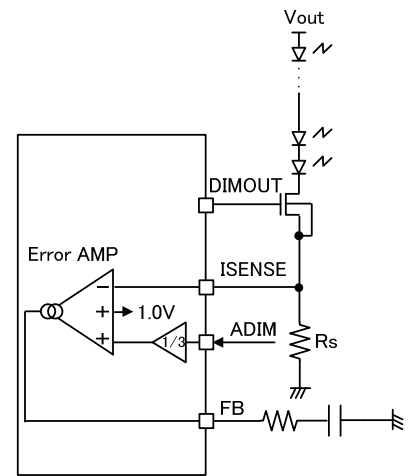 Vout
DIMOUT
Error AMP
ISENSE
−
+ 1.0V
ADIM
+
1/3
Rs
FB